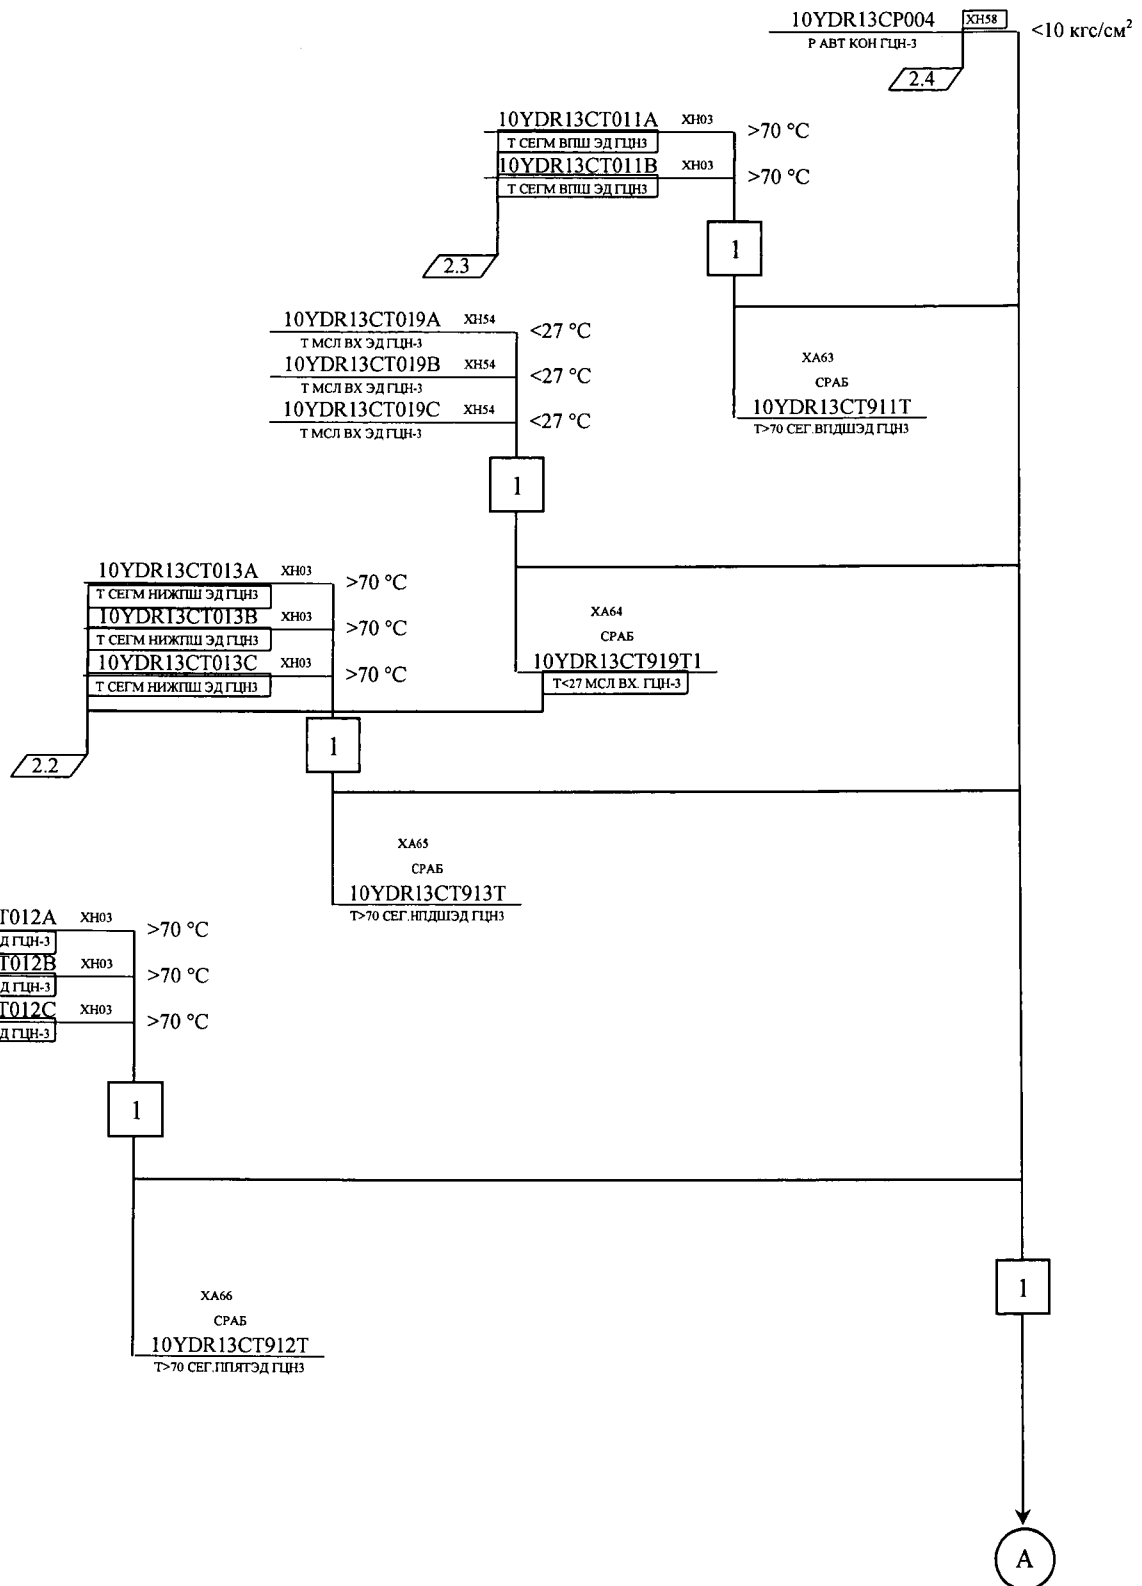 10YDR13CP004 XH58 <10 кгс/см²
Р АВТ КОН ГЦН-3
2.4
10YDR13CT011A XH03 >70 °C
Т СЕГМ ВПШ ЭД ГЦН3
10YDR13CT011B XH03 >70 °C
Т СЕГМ ВПШ ЭД ГЦН3
1
2.3
10YDR13CT019A XH54 <27 °C
Т МСЛ ВХ ЭД ГЦН-3
10YDR13CT019B XH54 <27 °C
Т МСЛ ВХ ЭД ГЦН-3
10YDR13CT019C XH54 <27 °C
Т МСЛ ВХ ЭД ГЦН-3
XA63
СРАБ
10YDR13CT911T
Т>70 СЕГ.ВПДШЭД ГЦН3
1
10YDR13CT013A XH03 >70 °C
Т СЕГМ НИЖПШ ЭД ГЦН3
10YDR13CT013B XH03 >70 °C
Т СЕГМ НИЖПШ ЭД ГЦН3
10YDR13CT013C XH03 >70 °C
Т СЕГМ НИЖПШ ЭД ГЦН3
XA64
СРАБ
10YDR13CT919T1
Т<27 МСЛ ВХ. ГЦН-3
1
2.2
XA65
СРАБ
10YDR13CT913T
Т>70 СЕГ.НПДШЭД ГЦН3
T012A XH03 >70 °C
Д ГЦН-3
T012B XH03 >70 °C
Д ГЦН-3
T012C XH03 >70 °C
Д ГЦН-3
1
1
XA66
СРАБ
10YDR13CT912T
Т>70 СЕГ.ППЯТЭД ГЦН3
А